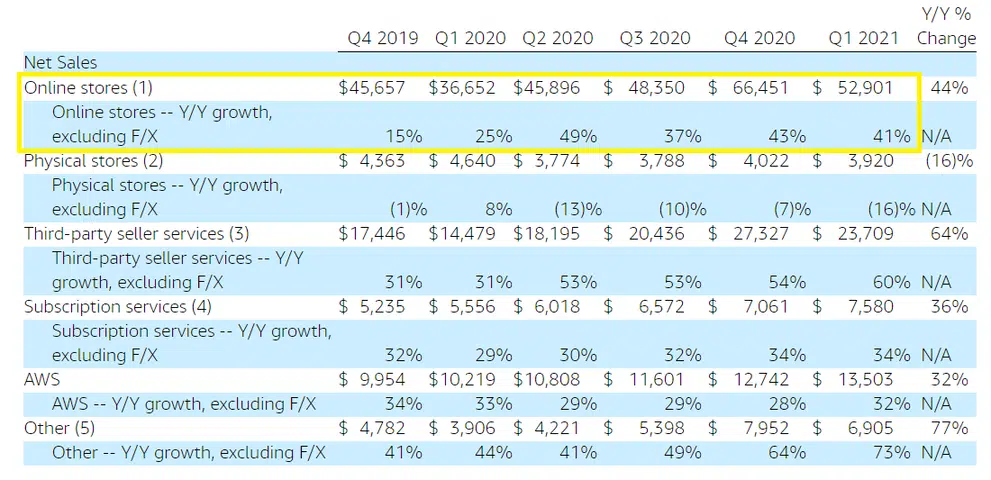 Y/Y %
Q4 2019 Q1 2020 Q2 2020 Q3 2020 Q4 2020 Q1 2021 Change
Net Sales
Online stores (1) $45,657 $36,652 $45,896 $ 48,350 $ 66,451 $ 52,901 44%
Online stores -- Y/Y growth,
excluding F/X 15% 25% 49% 37% 43% 41% N/A
Physical stores (2) $ 4,363 $ 4,640 $ 3,774 $ 3,788 $ 4,022 $ 3,920 (16)%
Physical stores -- Y/Y growth,
excluding F/X (1)% 8% (13)% (10)% (7)% (16)% N/A
Third-party seller services (3) $17,446 $14,479 $18,195 $ 20,436 $ 27,327 $ 23,709 64%
Third-party seller services -- Y/Y
growth, excluding F/X 31% 31% 53% 53% 54% 60% N/A
Subscription services (4) $ 5,235 $ 5,556 $ 6,018 $ 6,572 $ 7,061 $ 7,580 36%
Subscription services -- Y/Y growth,
excluding F/X 32% 29% 30% 32% 34% 34% N/A
AWS $ 9,954 $10,219 $10,808 $ 11,601 $ 12,742 $ 13,503 32%
AWS -- Y/Y growth, excluding F/X 34% 33% 29% 29% 28% 32% N/A
Other (5) $ 4,782 $ 3,906 $ 4,221 $ 5,398 $ 7,952 $ 6,905 77%
Other -- Y/Y growth, excluding F/X 41% 44% 41% 49% 64% 73% N/A